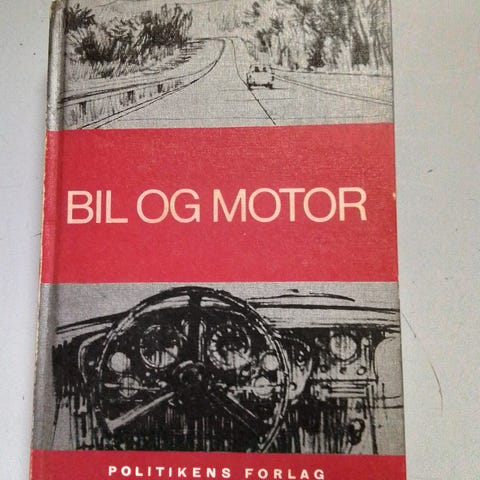 BIL OG MOTOR
POLITIKENS FORLAG